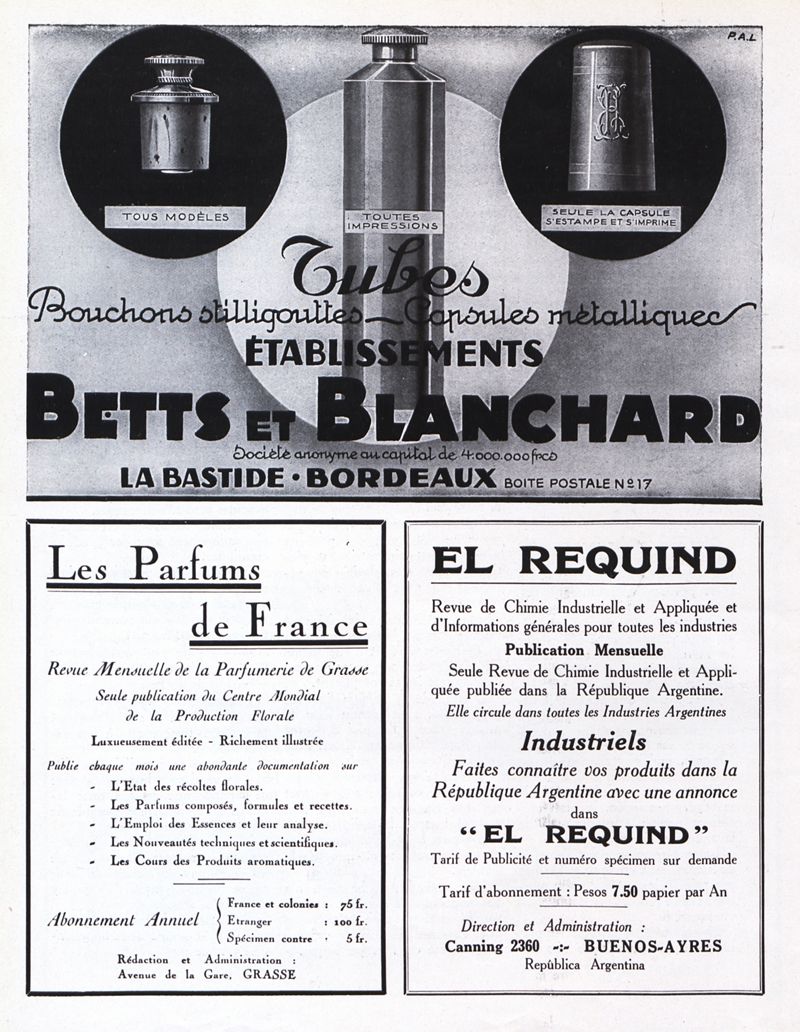 P.A.L
TOUS MODÈLES
TOUTES
IMPRESSIONS
SEULE LA CAPSULE
S'ESTAMPE ET S'IMPRIME
Tubes
Bouchons stilligouttes — Capsules métalliques
ÉTABLISSEMENTS
BETTS ET BLANCHARD
Société anonyme au capital de 4.000.000 frcs
LA BASTIDE • BORDEAUX BOITE POSTALE Nº 17
Les Parfums
de France
Revue Mensuelle de la Parfumerie de Grasse
Seule publication du Centre Mondial
de la Production Florale
Luxueusement éditée - Richement illustrée
Publie chaque mois une abondante documentation sur
- L'Etat des récoltes florales.
- Les Parfums composés, formules et recettes.
- L'Emploi des Essences et leur analyse.
- Les Nouveautés techniques et scientifiques.
- Les Cours des Produits aromatiques.
Abonnement Annuel
France et colonies : 75 fr.
Etranger : 100 fr.
Spécimen contre · 5 fr.
Rédaction et Administration :
Avenue de la Gare, GRASSE
EL REQUIND
Revue de Chimie Industrielle et Appliquée et
d'Informations générales pour toutes les industries
Publication Mensuelle
Seule Revue de Chimie Industrielle et Appli-
quée publiée dans la République Argentine.
Elle circule dans toutes les Industries Argentines
Industriels
Faites connaître vos produits dans la
République Argentine avec une annonce
dans
“EL REQUIND”
Tarif de Publicité et numéro spécimen sur demande
Tarif d'abonnement : Pesos 7.50 papier par An
Direction et Administration :
Canning 2360 -:- BUENOS-AYRES
Repûblica Argentina